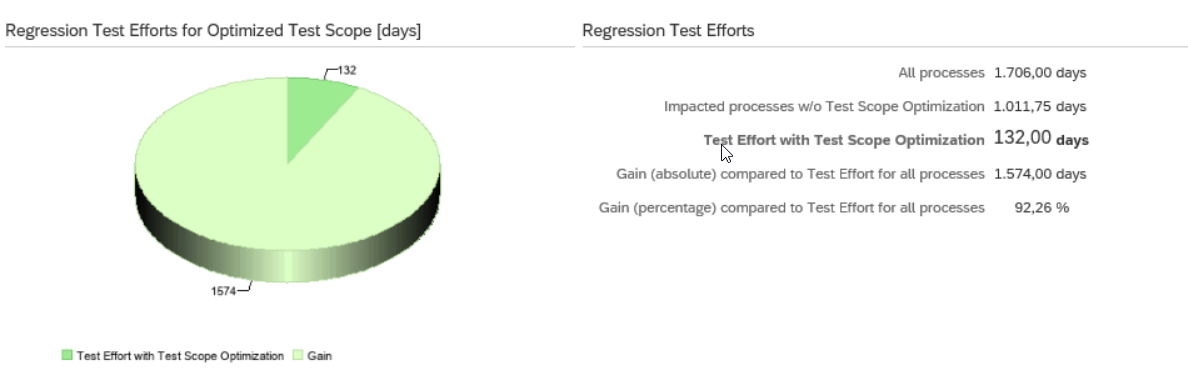 Regression Test Efforts for Optimized Test Scope [days]
132
1574
Test Effort with Test Scope Optimization
Gain
Regression Test Efforts
All processes 1.706,00 days
Impacted processes w/o Test Scope Optimization 1.011,75 days
Test Effort with Test Scope Optimization 132,00 days
Gain (absolute) compared to Test Effort for all processes 1.574,00 days
Gain (percentage) compared to Test Effort for all processes 92,26 %